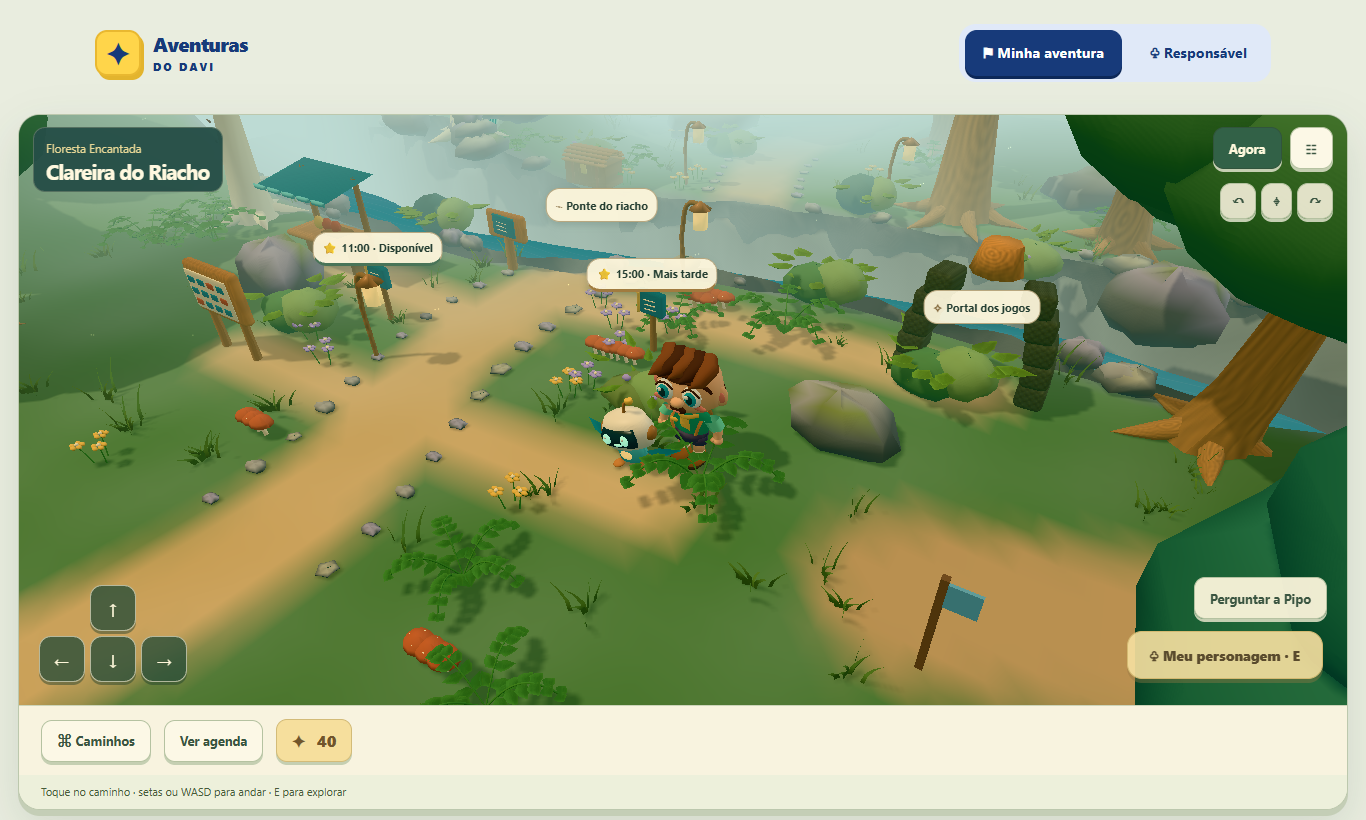 Aventuras
DO DAVI
Minha aventura
Responsável
Floresta Encantada
Clareira do Riacho
Agora
Ponte do riacho
11:00 · Disponível
15:00 · Mais tarde
Portal dos jogos
Perguntar a Pipo
Meu personagem · E
Caminhos
Ver agenda
40
Toque no caminho · setas ou WASD para andar · E para explorar